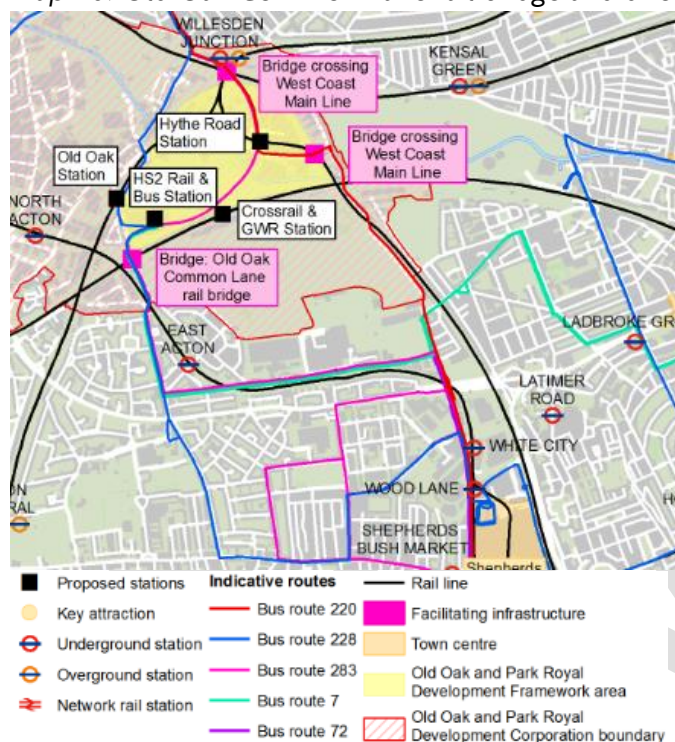 WILLESDEN
JUNCTION
Bridge crossing
West Coast
Main Line
KENSAL
GREEN
Hythe Road
Station
Bridge crossing
West Coast
Main Line
Old Oak
Station
HS2 Rail &
Bus Station
NORTH
ACTON
Crossrail &
GWR Station
Bridge: Old Oak
Common Lane
rail bridge
EAST
ACTON
LADBROKE GR
LATIMER
ROAD
WHITE CITY
WOOD LANE
SHEPHERDS
BUSH MARKET
Shepherds
Proposed stations
Key attraction
Underground station
Overground station
Network rail station
Indicative routes
Bus route 220
Bus route 228
Bus route 283
Bus route 7
Bus route 72
Rail line
Facilitating infrastructure
Town centre
Old Oak and Park Royal
Development Framework area
Old Oak and Park Royal
Development Corporation boundary